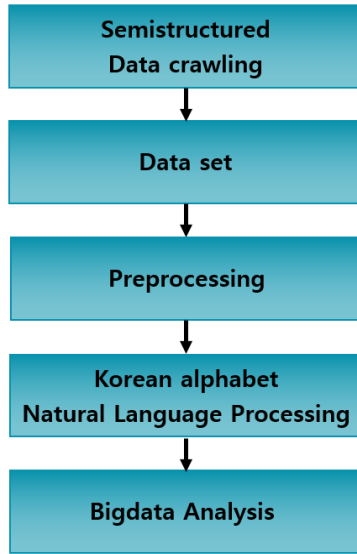 Semistructured
Data crawling
Data set
Preprocessing
Korean alphabet
Natural Language Processing
Bigdata Analysis